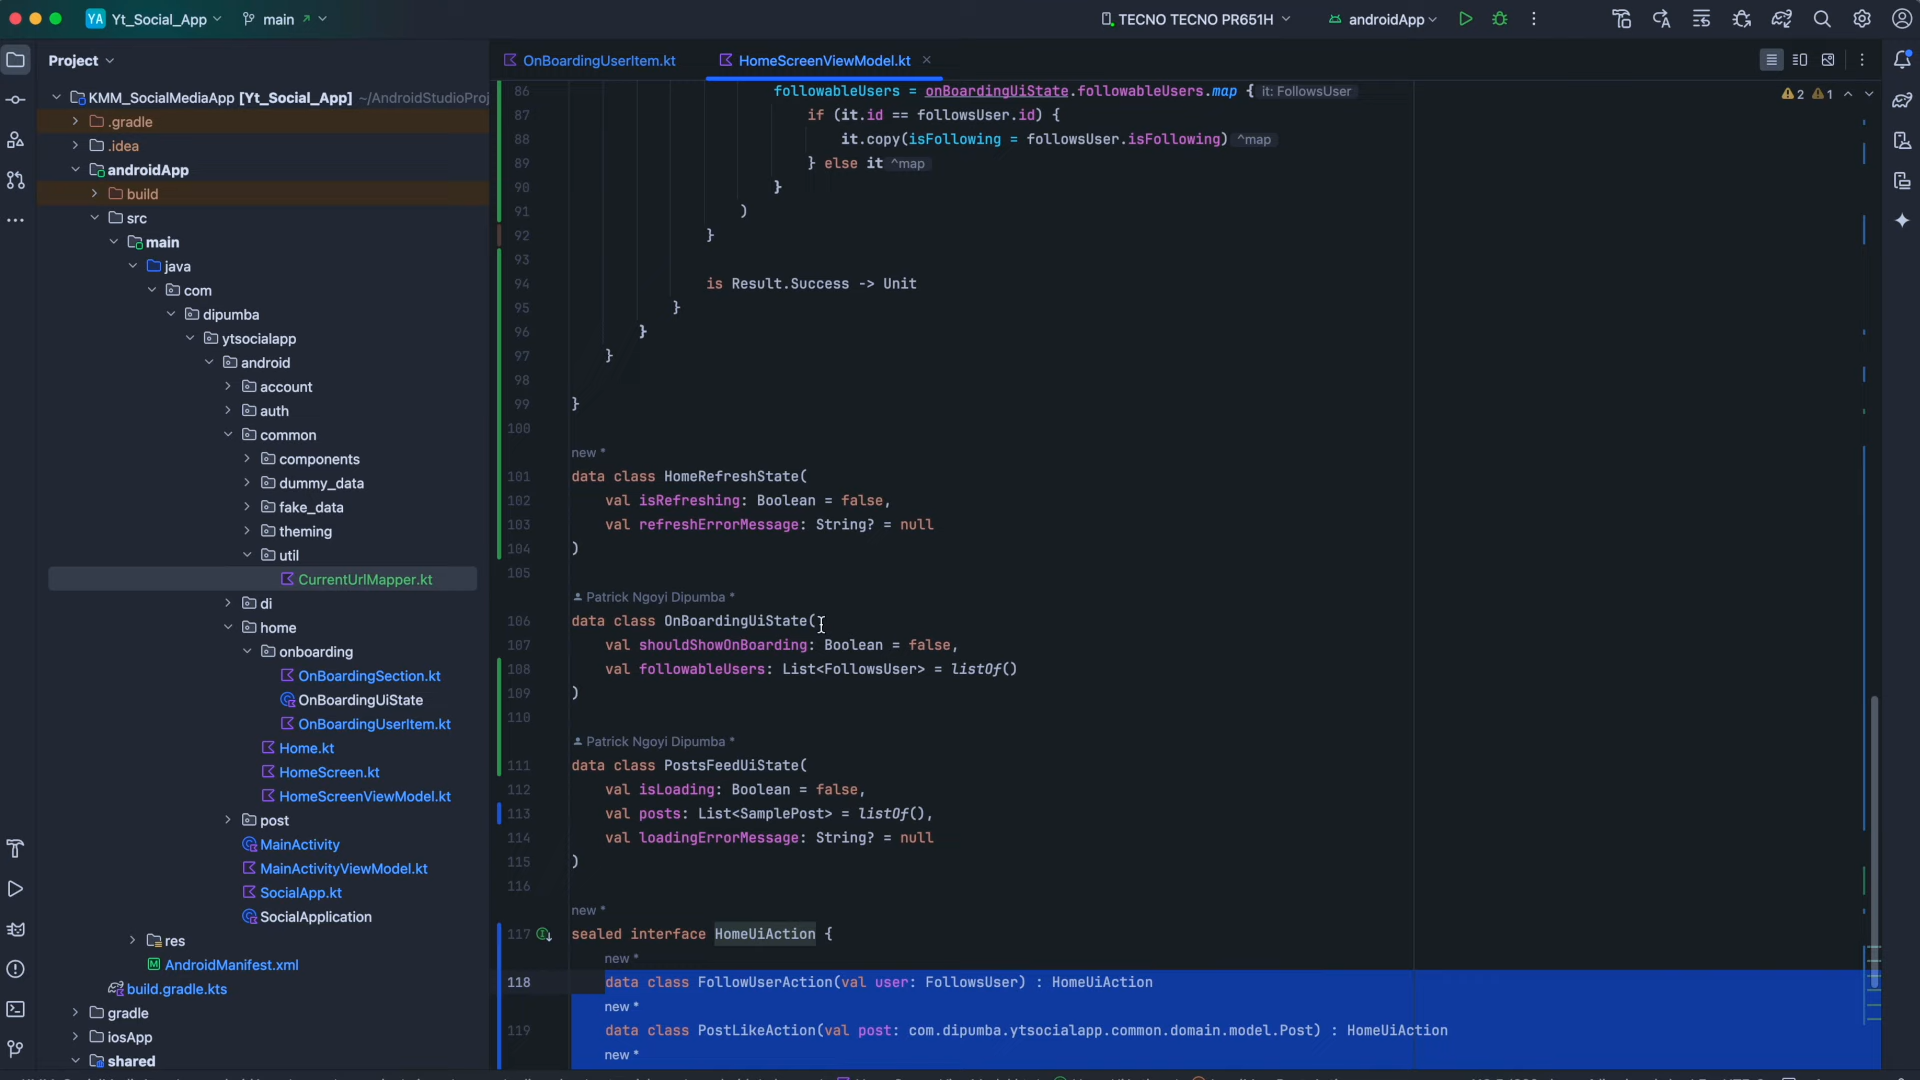 YA Yt_Social_App main TECNO TECNO PR651H androidApp
Project OnBoardingUserItem.kt HomeScreenViewModel.kt
KMM_SocialMediaApp [Yt_Social_App] ~/AndroidStudioProj
.gradle
.idea
androidApp
build
src
main
java
com
dipumba
ytsocialapp
android
account
auth
common
components
dummy_data
fake_data
theming
util
CurrentUrlMapper.kt
di
home
onboarding
OnBoardingSection.kt
OnBoardingUiState
OnBoardingUserItem.kt
Home.kt
HomeScreen.kt
HomeScreenViewModel.kt
post
MainActivity
MainActivityViewModel.kt
SocialApp.kt
SocialApplication
res
AndroidManifest.xml
build.gradle.kts
gradle
iosApp
shared
2 1
86 followableUsers = onBoardingUiState.followableUsers.map { it: FollowsUser
87 if (it.id == followsUser.id) {
88 it.copy(isFollowing = followsUser.isFollowing) ^map
89 } else it ^map
90 }
91 )
92 }
93
94 is Result.Success -> Unit
95 }
96 }
97 }
98
99 }
100
new *
101 data class HomeRefreshState(
102 val isRefreshing: Boolean = false,
103 val refreshErrorMessage: String? = null
104 )
105
Patrick Ngoyi Dipumba *
106 data class OnBoardingUiState(
107 val shouldShowOnBoarding: Boolean = false,
108 val followableUsers: List<FollowsUser> = listOf()
109 )
110
Patrick Ngoyi Dipumba *
111 data class PostsFeedUiState(
112 val isLoading: Boolean = false,
113 val posts: List<SamplePost> = listOf(),
114 val loadingErrorMessage: String? = null
115 )
116
new *
117 sealed interface HomeUiAction {
new *
118 data class FollowUserAction(val user: FollowsUser) : HomeUiAction
new *
119 data class PostLikeAction(val post: com.dipumba.ytsocialapp.common.domain.model.Post) : HomeUiAction
new *